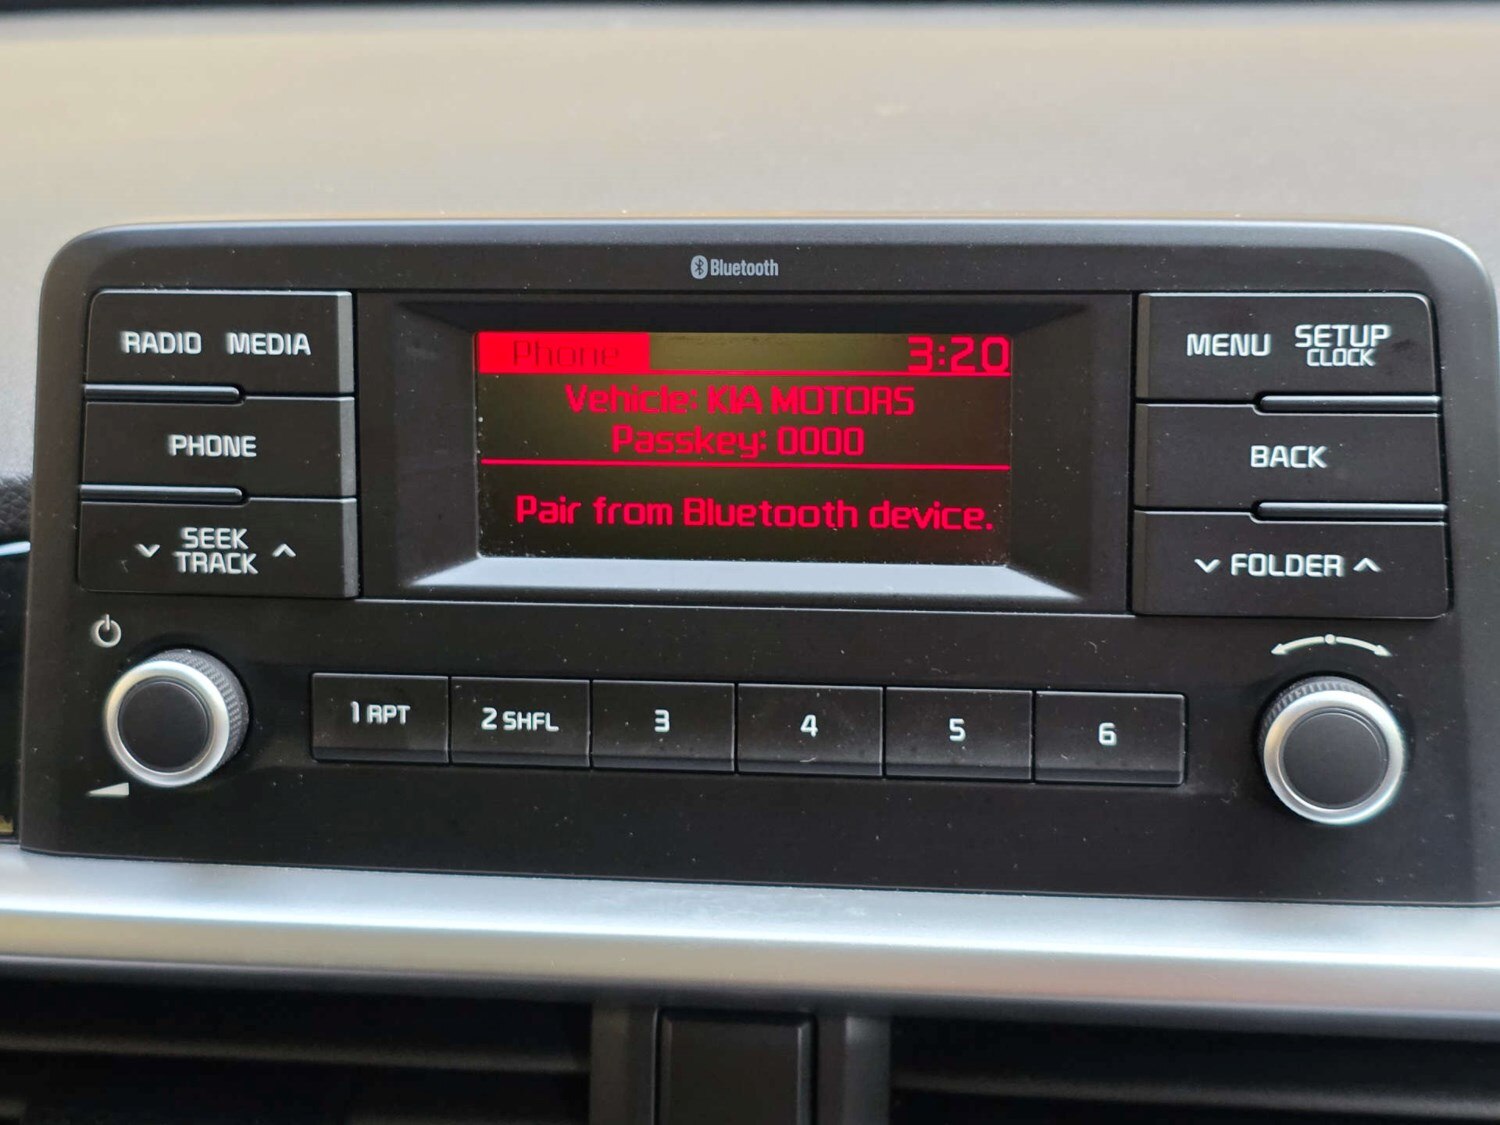 Bluetooth
RADIO MEDIA
PHONE
SEEK
TRACK
Phone 3:20
Vehicle: KIA MOTORS
Passkey: 0000
Pair from Bluetooth device.
MENU SETUP
CLOCK
BACK
FOLDER
1 RPT
2 SHFL
3
4
5
6